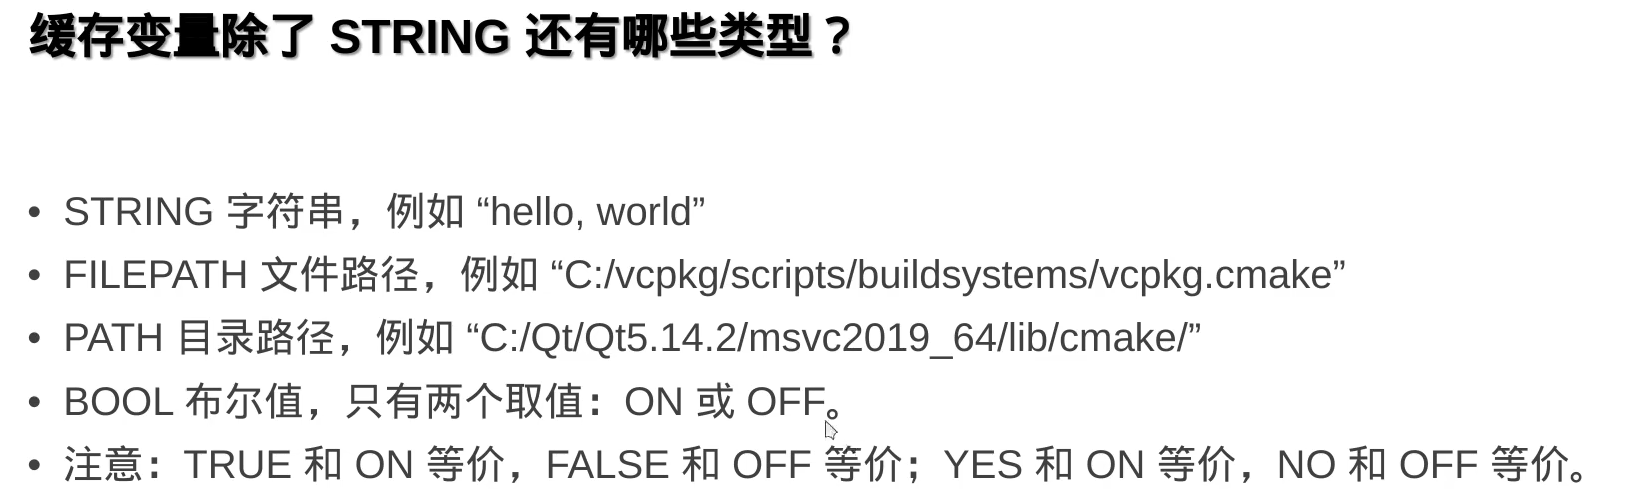 缓存变量除了 STRING 还有哪些类型？
• STRING 字符串，例如 “hello, world”
• FILEPATH 文件路径，例如 “C:/vcpkg/scripts/buildsystems/vcpkg.cmake”
• PATH 目录路径，例如 “C:/Qt/Qt5.14.2/msvc2019_64/lib/cmake/”
• BOOL 布尔值，只有两个取值：ON 或 OFF。
• 注意：TRUE 和 ON 等价，FALSE 和 OFF 等价；YES 和 ON 等价，NO 和 OFF 等价。